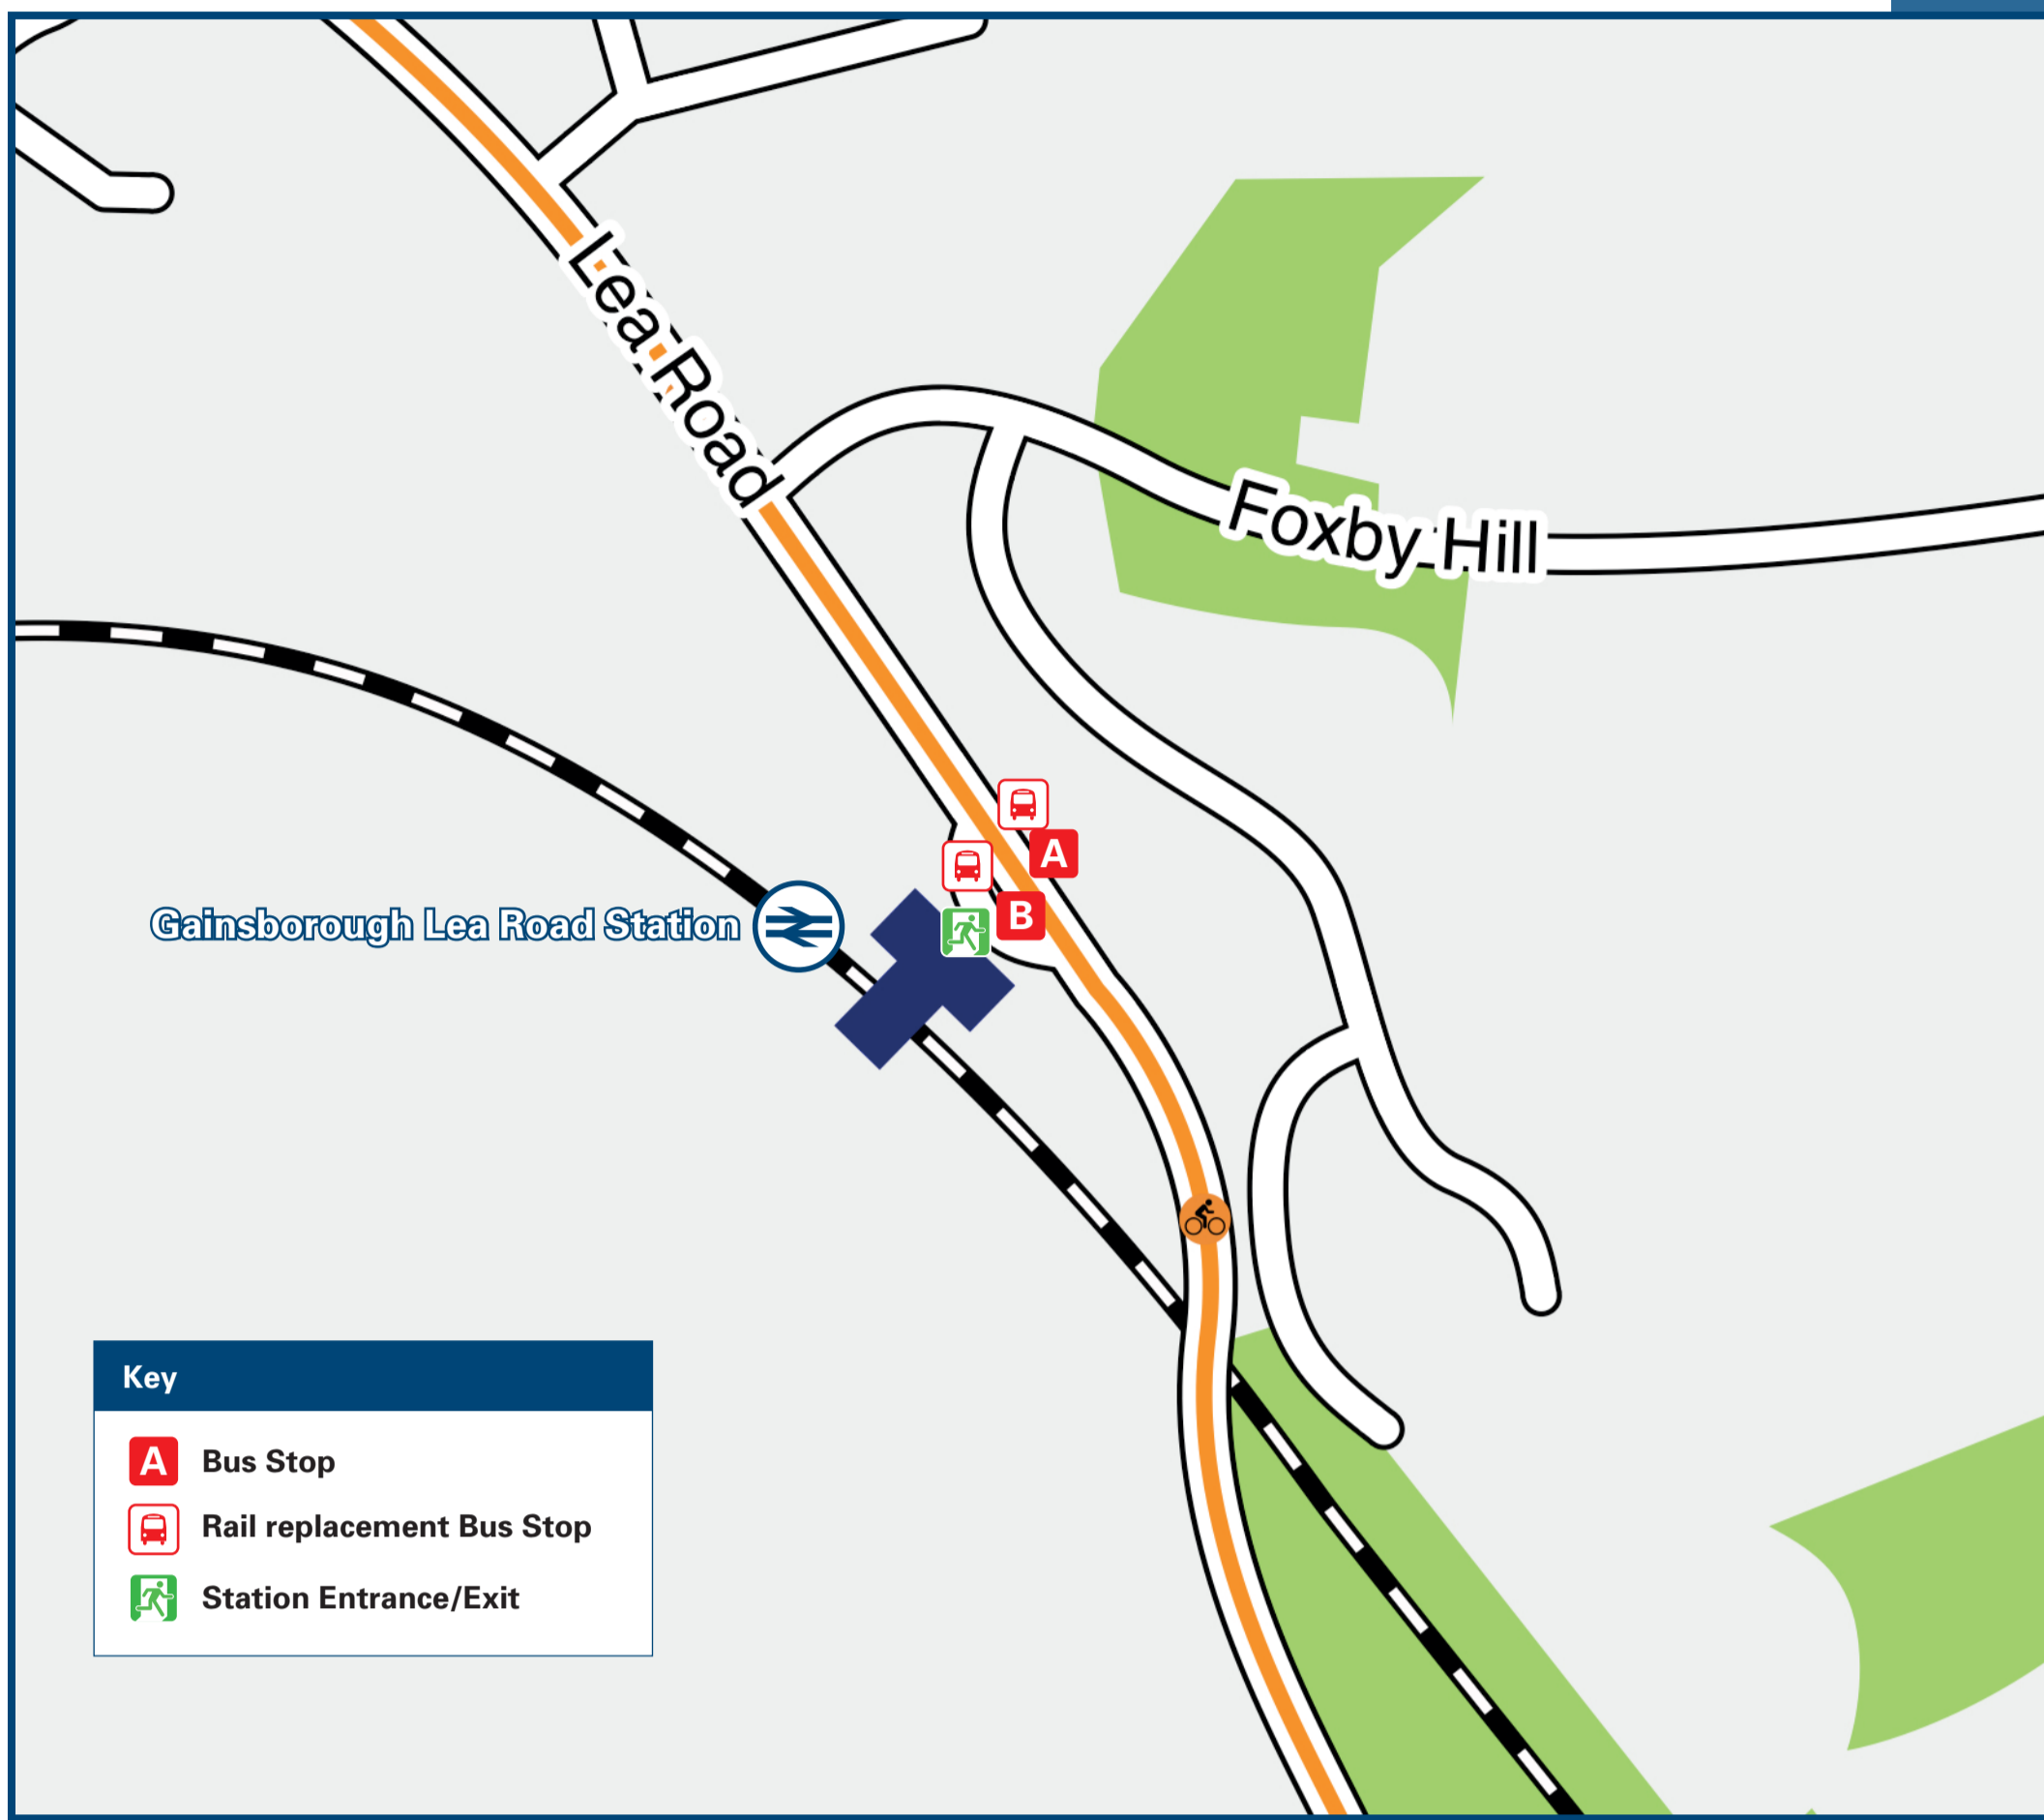 Lea Road
Foxby Hill
A
B
Gainsborough Lea Road Station
Key
A Bus Stop
Rail replacement Bus Stop
Station Entrance/Exit